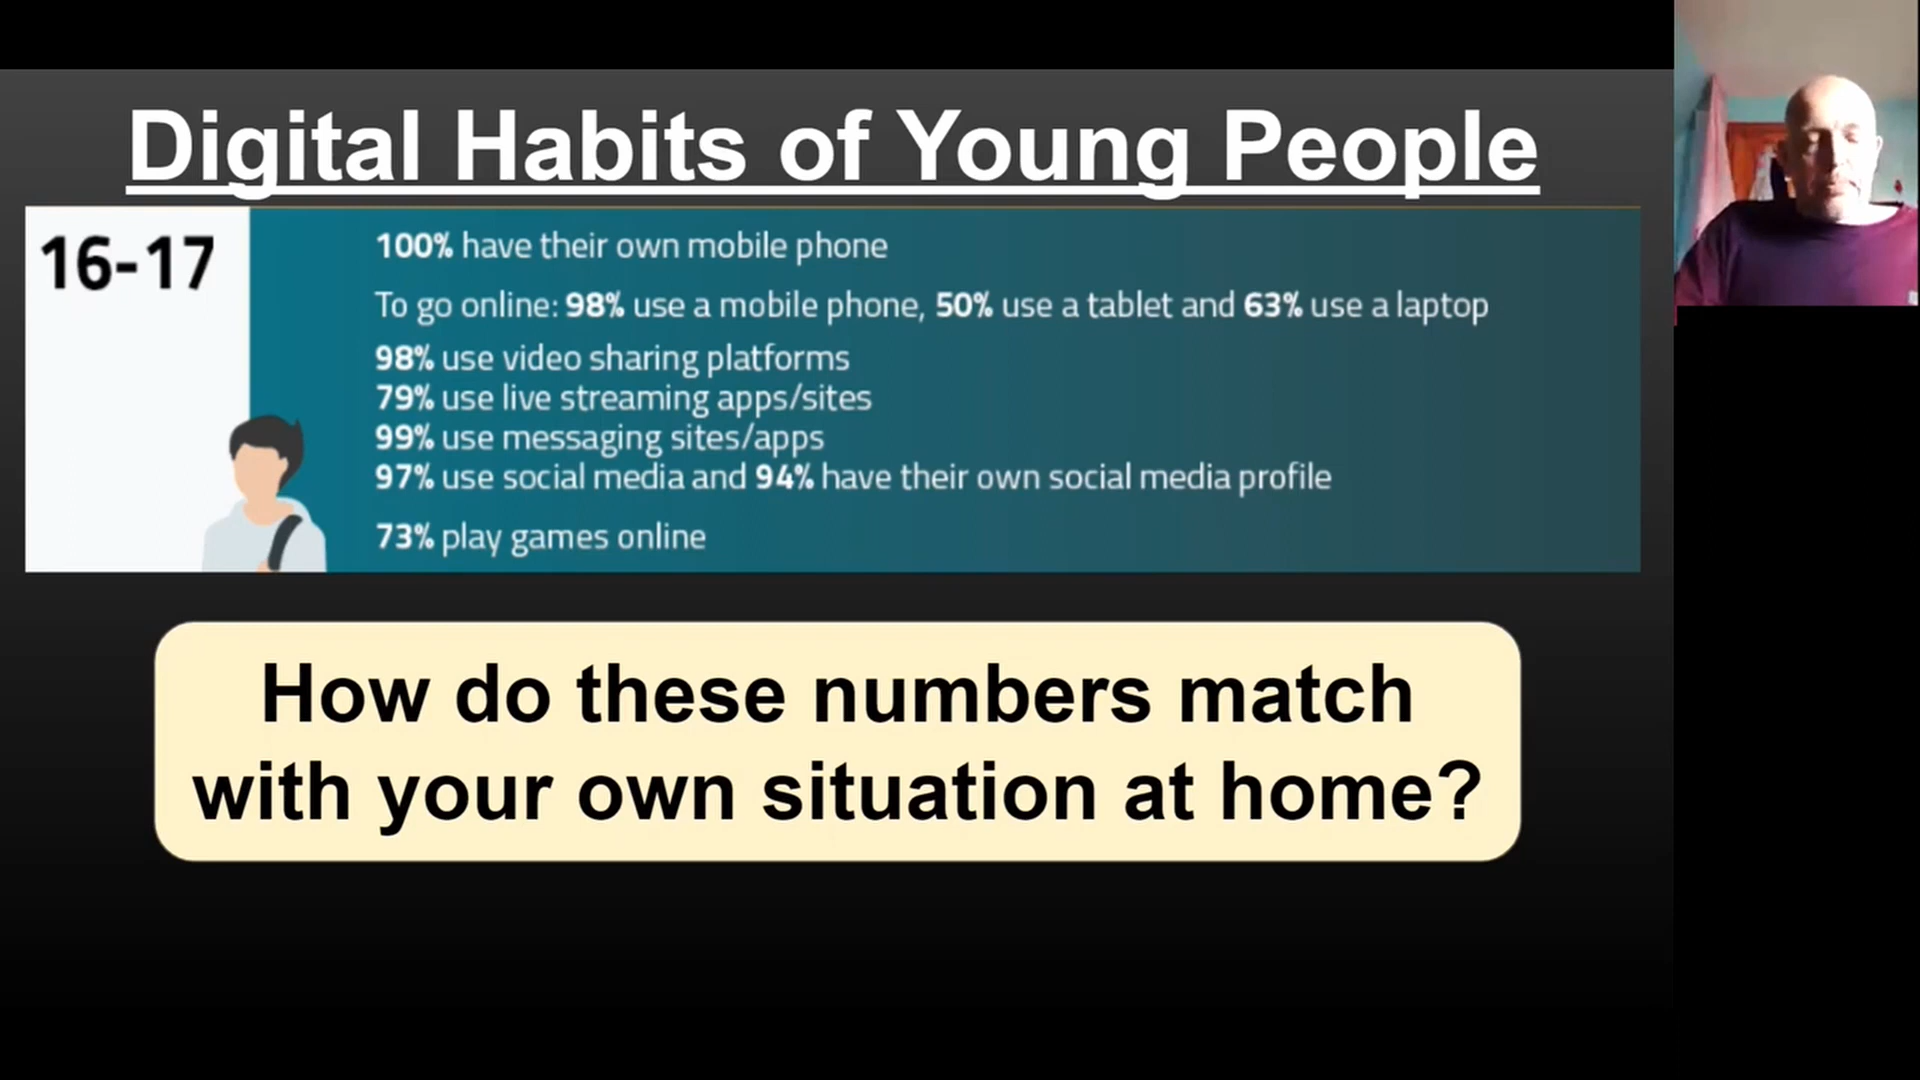 Digital Habits of Young People
16-17
100% have their own mobile phone
To go online: 98% use a mobile phone, 50% use a tablet and 63% use a laptop
98% use video sharing platforms
79% use live streaming apps/sites
99% use messaging sites/apps
97% use social media and 94% have their own social media profile
73% play games online
How do these numbers match
with your own situation at home?